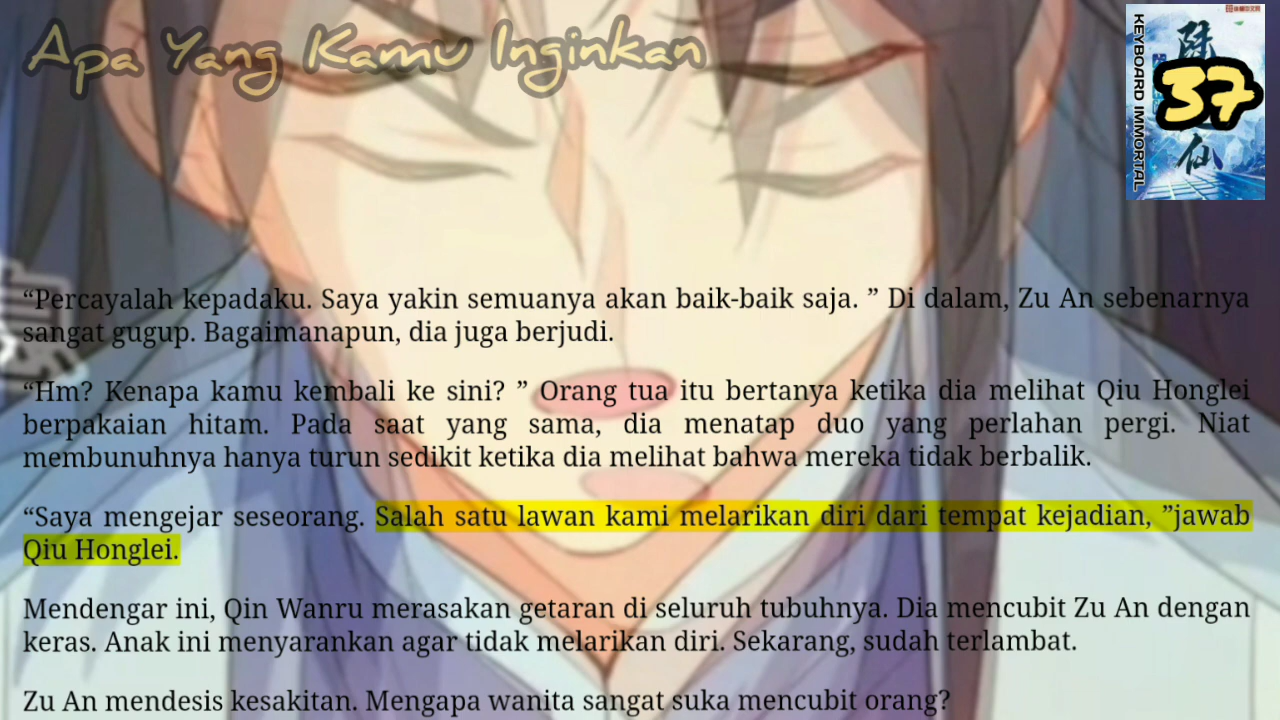 Apa Yang Kamu Inginkan
KEYBOARD IMMORTAL
陆
37
仙
“Percayalah kepadaku. Saya yakin semuanya akan baik-baik saja. ” Di dalam, Zu An sebenarnya
sangat gugup. Bagaimanapun, dia juga berjudi.
“Hm? Kenapa kamu kembali ke sini? ” Orang tua itu bertanya ketika dia melihat Qiu Honglei
berpakaian hitam. Pada saat yang sama, dia menatap duo yang perlahan pergi. Niat
membunuhnya hanya turun sedikit ketika dia melihat bahwa mereka tidak berbalik.
“Saya mengejar seseorang. Salah satu lawan kami melarikan diri dari tempat kejadian, ”jawab
Qiu Honglei.
Mendengar ini, Qin Wanru merasakan getaran di seluruh tubuhnya. Dia mencubit Zu An dengan
keras. Anak ini menyarankan agar tidak melarikan diri. Sekarang, sudah terlambat.
Zu An mendesis kesakitan. Mengapa wanita sangat suka mencubit orang?